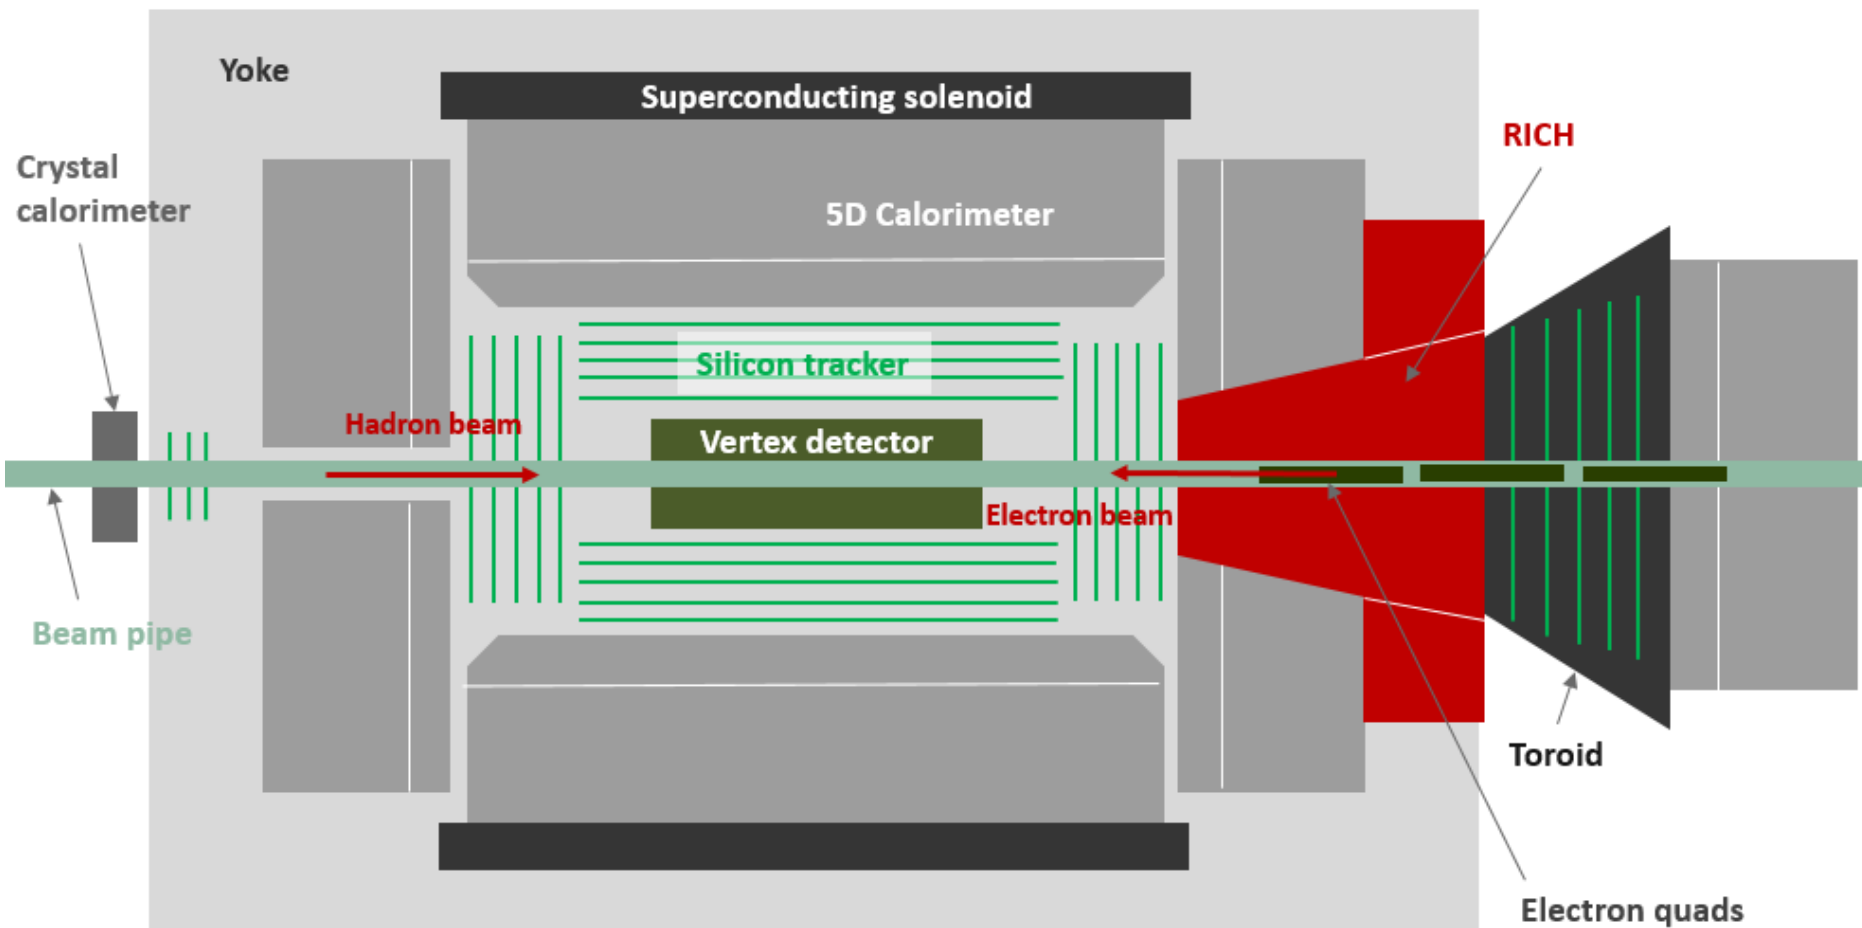 Yoke
Superconducting solenoid
RICH
Crystal
calorimeter
5D Calorimeter
Silicon tracker
Hadron beam
Vertex detector
Electron beam
Beam pipe
Toroid
Electron quads